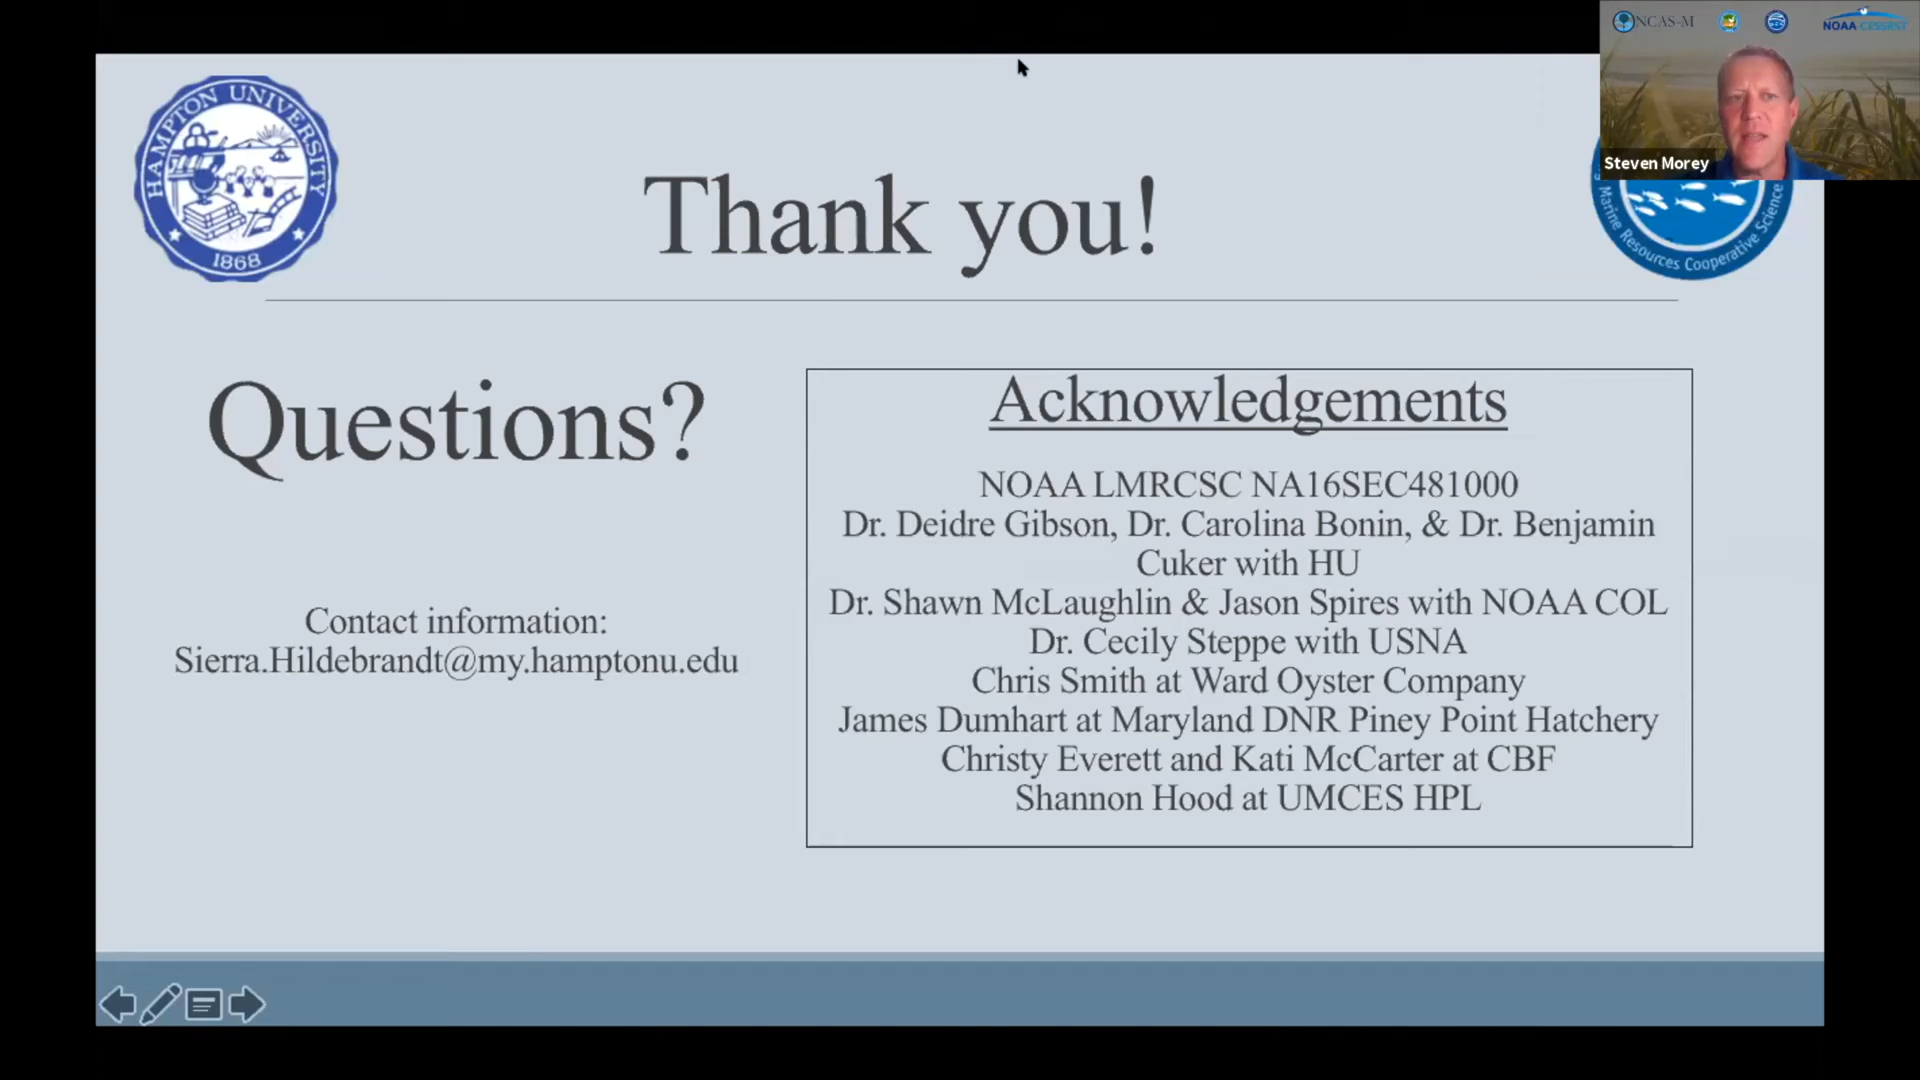 NCAS-M
NOAA-CESSRST
Steven Morey
HAMPTON UNIVERSITY
1868
Marine Resources Cooperative Science
Thank you!
Questions?
Contact information:
Sierra.Hildebrandt@my.hamptonu.edu
Acknowledgements
NOAA LMRCSC NA16SEC481000
Dr. Deidre Gibson, Dr. Carolina Bonin, & Dr. Benjamin
Cuker with HU
Dr. Shawn McLaughlin & Jason Spires with NOAA COL
Dr. Cecily Steppe with USNA
Chris Smith at Ward Oyster Company
James Dumhart at Maryland DNR Piney Point Hatchery
Christy Everett and Kati McCarter at CBF
Shannon Hood at UMCES HPL